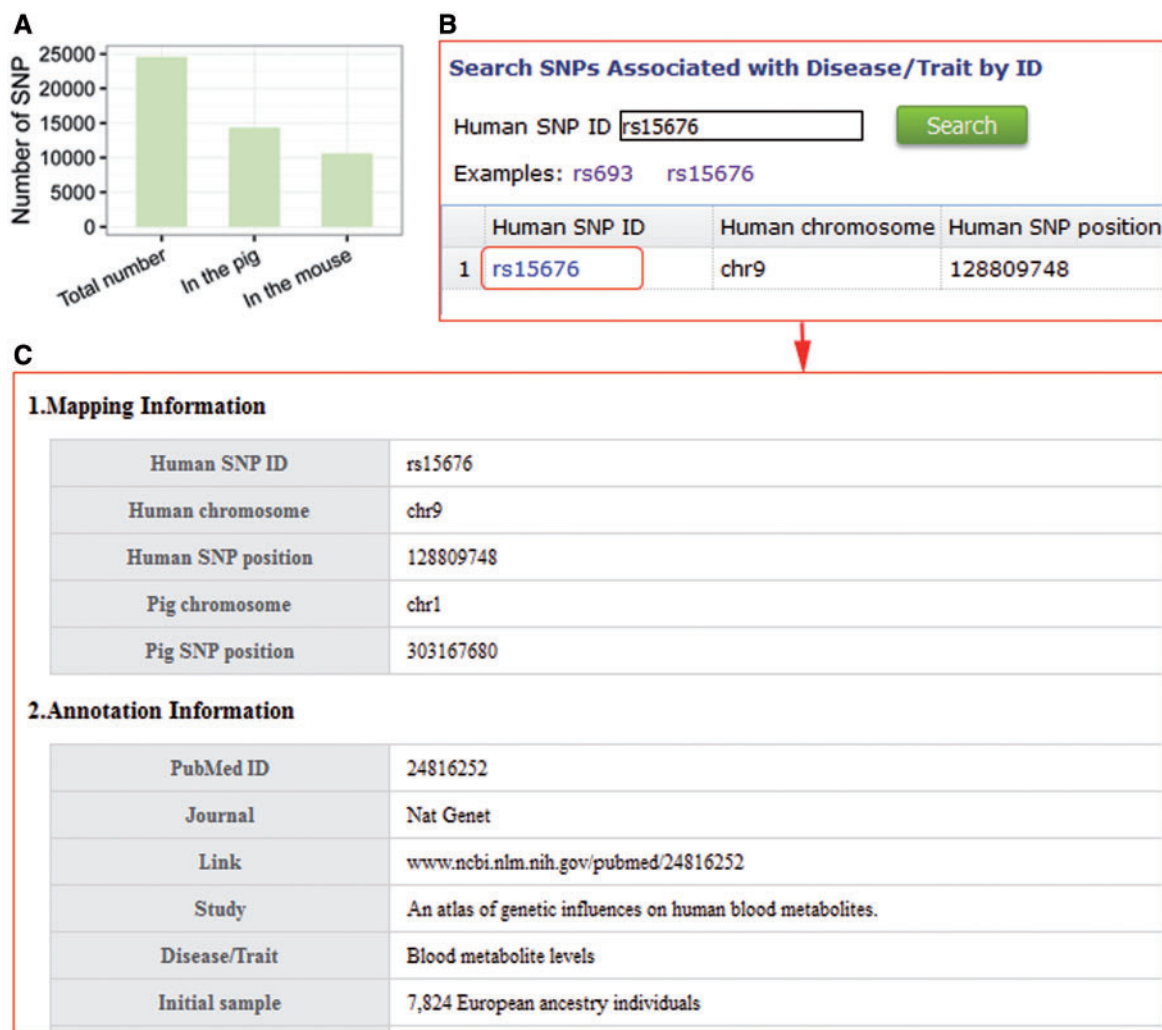 A
Number of SNP
25000
20000
15000
10000
5000
0
Total number
In the pig
In the mouse
B
Search SNPs Associated with Disease/Trait by ID
Human SNP ID rs15676 Search
Examples: rs693 rs15676
Human SNP ID Human chromosome Human SNP position
1 rs15676 chr9 128809748
C
1.Mapping Information
Human SNP ID rs15676
Human chromosome chr9
Human SNP position 128809748
Pig chromosome chr1
Pig SNP position 303167680
2.Annotation Information
PubMed ID 24816252
Journal Nat Genet
Link www.ncbi.nlm.nih.gov/pubmed/24816252
Study An atlas of genetic influences on human blood metabolites.
Disease/Trait Blood metabolite levels
Initial sample 7,824 European ancestry individuals